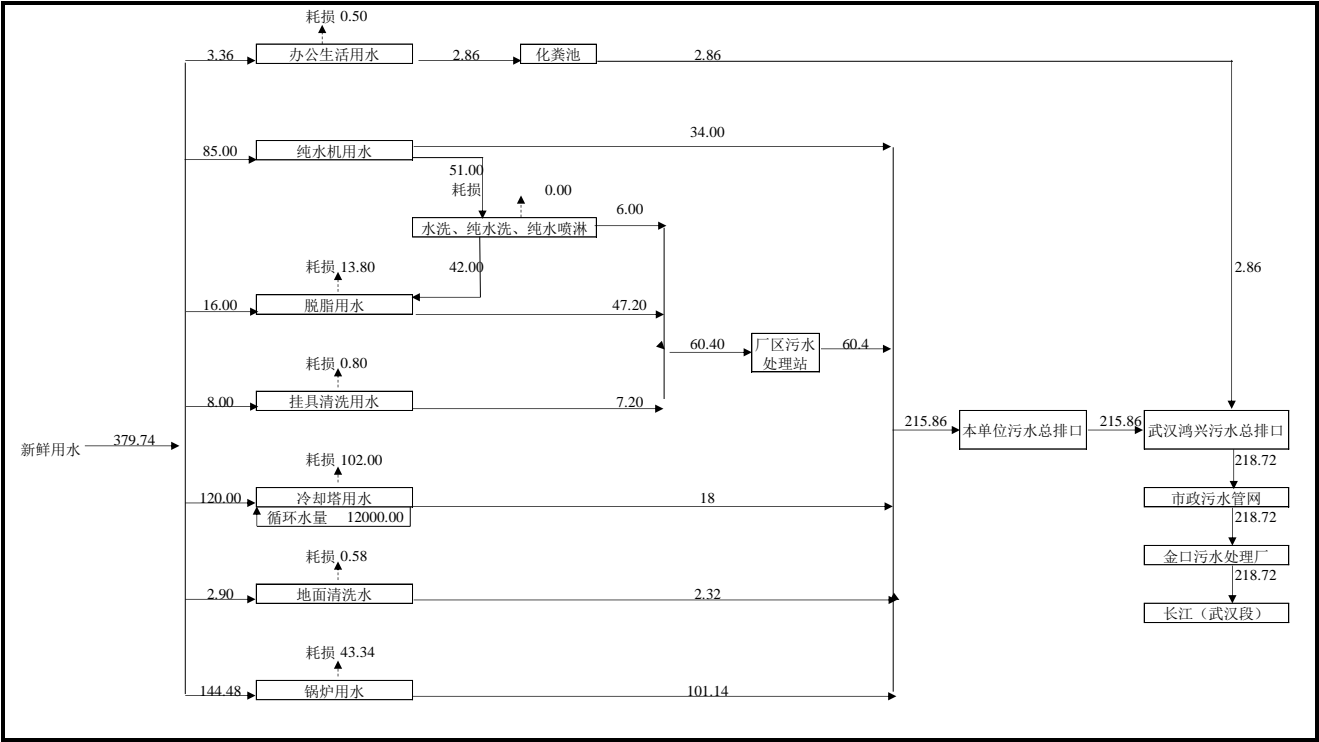 耗损 0.50
3.36
办公生活用水
2.86
化粪池
2.86
34.00
85.00
纯水机用水
51.00
耗损 0.00
6.00
水洗、纯水洗、纯水喷淋
耗损 13.80
42.00
2.86
16.00
脱脂用水
47.20
60.40
厂区污水
处理站
60.4
耗损 0.80
8.00
挂具清洗用水
7.20
215.86
本单位污水总排口
215.86
武汉鸿兴污水总排口
新鲜用水
379.74
耗损 102.00
218.72
120.00
冷却塔用水
18
市政污水管网
循环水量 12000.00
218.72
耗损 0.58
金口污水处理厂
218.72
2.90
地面清洗水
2.32
长江（武汉段）
耗损 43.34
144.48
锅炉用水
101.14